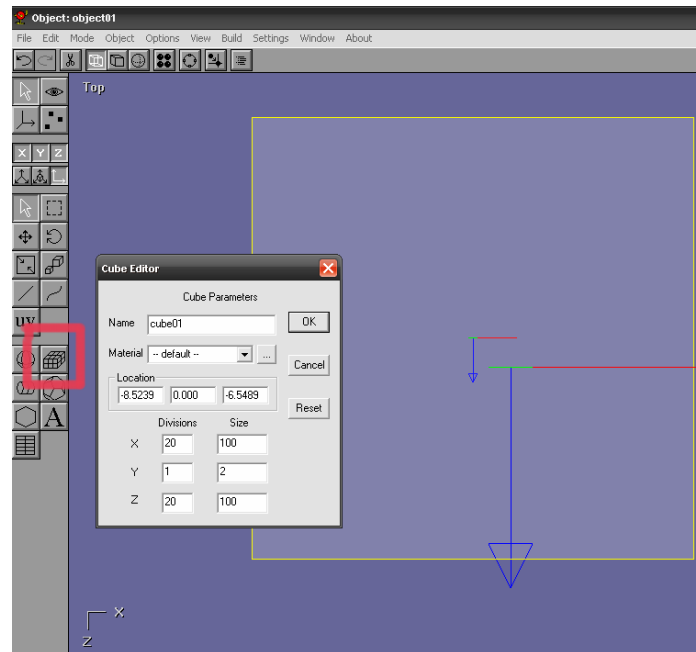 Object: object01
File Edit Mode Object Options View Build Settings Window About
Top
X Y Z
UV
A
Cube Editor
Cube Parameters
Name cube01 OK
Material -- default -- ... Cancel
Location
-8.5239 0.000 -6.5489 Reset
Divisions Size
X 20 100
Y 1 2
Z 20 100
X
Z